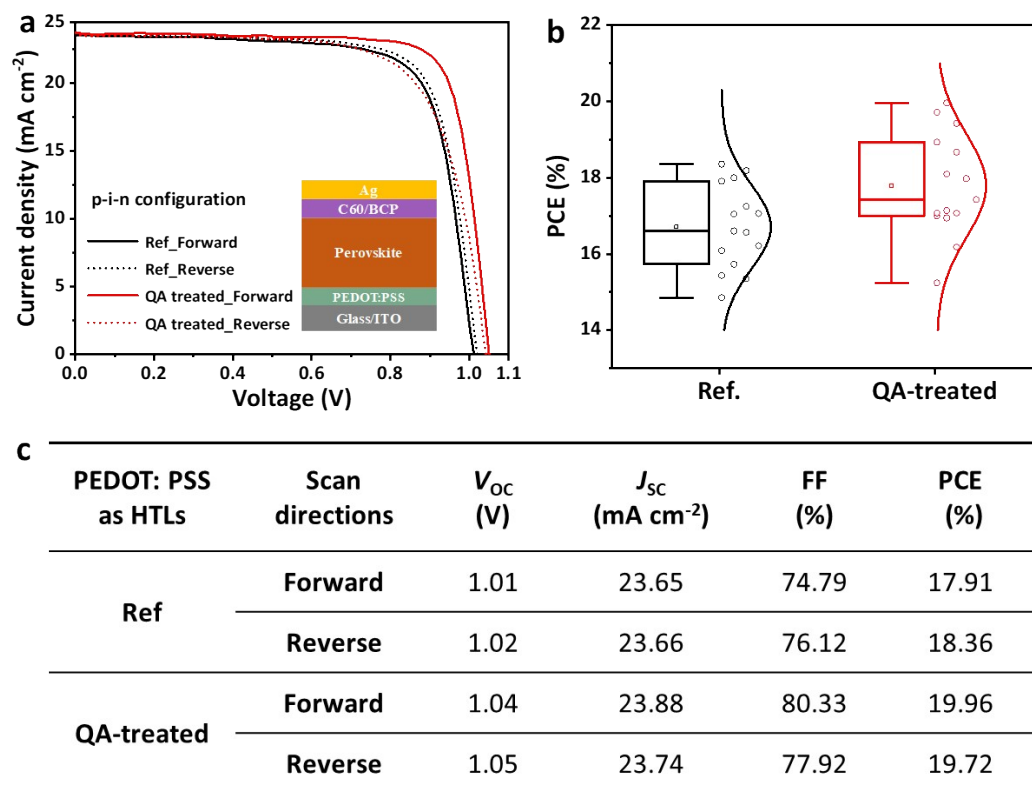 a
25
20
15
10
5
0
Current density (mA cm-2)
p-i-n configuration
Ref_Forward
Ref_Reverse
QA treated_Forward
QA treated_Reverse
Ag
C60/BCP
Perovskite
PEDOT:PSS
Glass/ITO
0.0 0.2 0.4 0.6 0.8 1.0 1.1
Voltage (V)
b
22
20
18
16
14
PCE (%)
Ref. QA-treated
c
PEDOT: PSS Scan VOC JSC FF PCE
as HTLs directions (V) (mA cm-2) (%) (%)
Forward 1.01 23.65 74.79 17.91
Ref
Reverse 1.02 23.66 76.12 18.36
Forward 1.04 23.88 80.33 19.96
QA-treated
Reverse 1.05 23.74 77.92 19.72